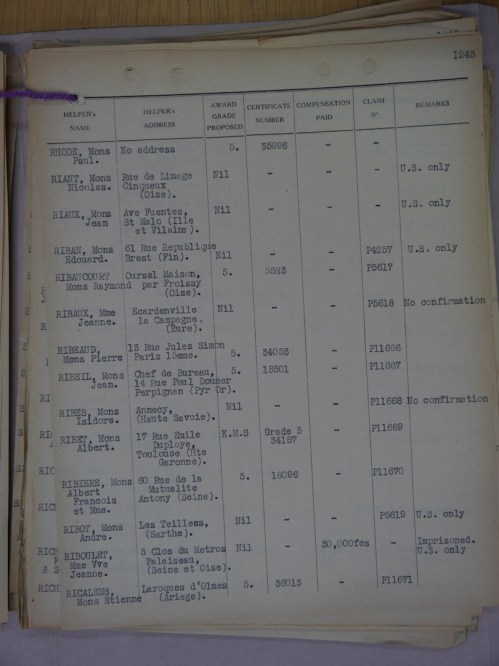 1243
HELPER's NAME HELPER's ADDRESS AWARD GRADE PROPOSED CERTIFICATE NUMBER COMPENSATION PAID CLAIM Nº REMARKS
RHODE, Mons No address 5. 35996 - -
Paul.
RIANT, Mons Rue de Limage Nil - - - U.S. only
Nicolas. Cinqueux
(Oise).
RIAUX, Mons Ave Fuentes, Nil - - - U.S. only
Jean St Malo (Ille
et Vilaine).
RIBAN, Mons 61 Rue Republique Nil - - P4257 U.S. only
Edouard. Brest (Fin).
RIBAUCOURT Oursel Maison, 5. 5523 - P5617
Mons Raymond par Froissy
(Oise).
RIBAUX, Mme Ecardenville Nil - - P5618 No confirmation
Jeanne. la Campagne.
(Eure).
RIBEAUD, 13 Rue Jules Simon 5. 34053 - P11666
Mons Pierre Paris 15eme.
RIBEIL, Mons Chef de Bureau, 5. 18501 - P11667
Jean. 14 Rue Paul Doumer
Perpignan (Pyr Or).
RIBES, Mons Annecy, Nil - - P11668 No confirmation
Isidore. (Haute Savoie).
RIBET, Mons 17 Rue Emile K.M.S Grade 5 - P11669
Albert. Duploye, 34187
Toulouse (Hte
Garonne).
RIBIERE, Mons 60 Rue de la 5. 18096 - P11670
Albert Mutualite
Francois Antony (Seine).
et Mme.
RIBOT, Mons Les Teilless, Nil - - P5619 U.S. only
Andre. (Sarthe).
RIBOULET, 5 Clos du Metros Nil - 30,000fcs - Imprisoned.
Mme Vve Palaiseau, U.S. only
Jeanne. (Seine et Oise).
RICALENS, Laroques d'Olmes 5. 36013 - P11671
Mons Etienne (Ariege).